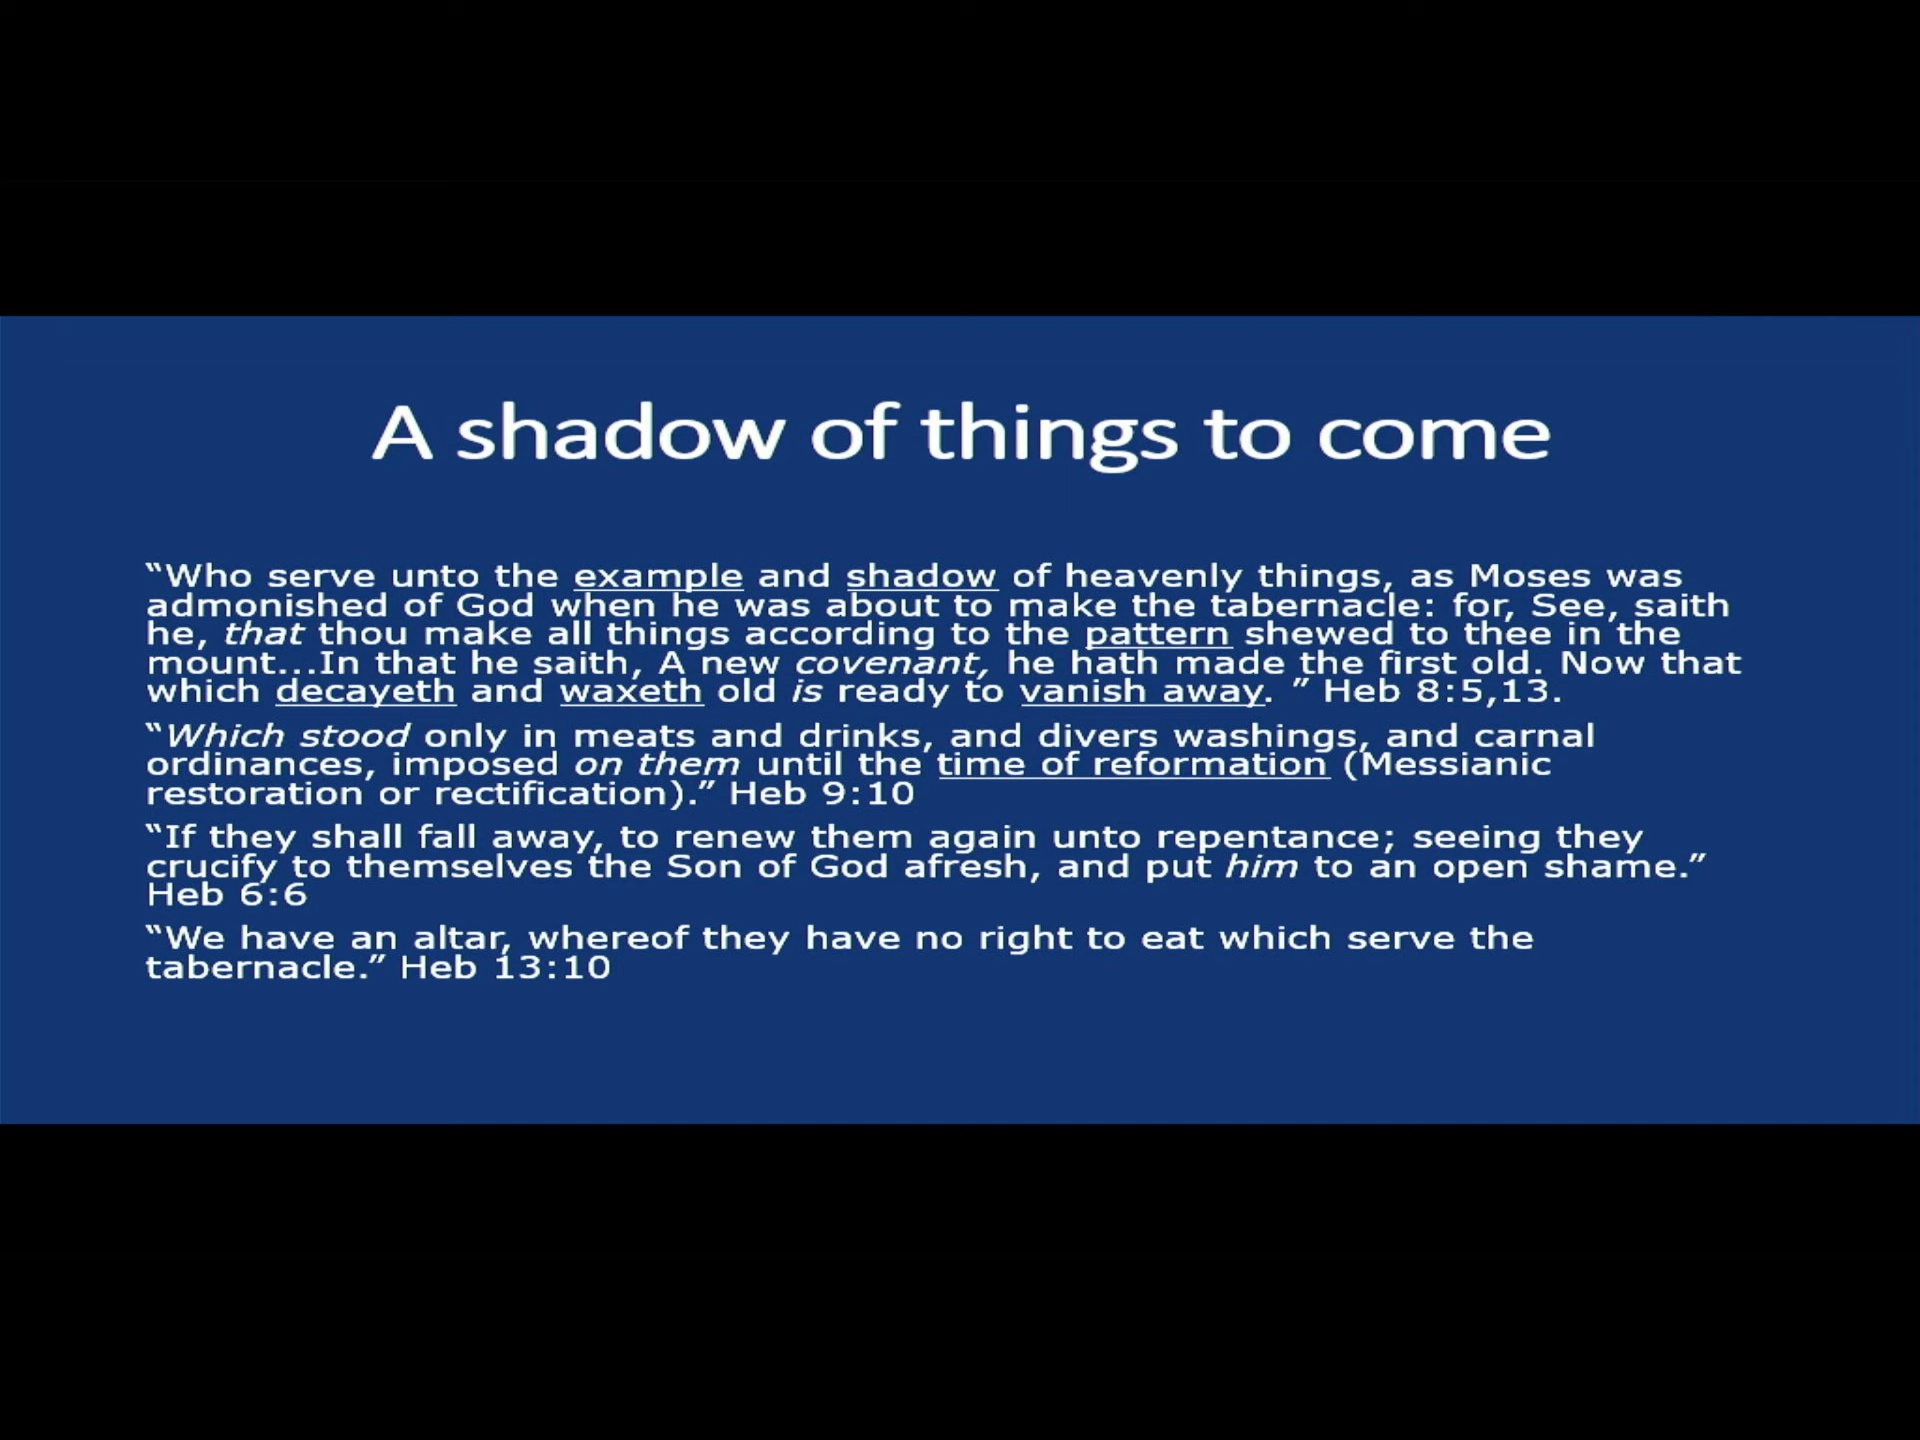 A shadow of things to come
“Who serve unto the example and shadow of heavenly things, as Moses was
admonished of God when he was about to make the tabernacle: for, See, saith
he, that thou make all things according to the pattern shewed to thee in the
mount...In that he saith, A new covenant, he hath made the first old. Now that
which decayeth and waxeth old is ready to vanish away. ” Heb 8:5,13.
“Which stood only in meats and drinks, and divers washings, and carnal
ordinances, imposed on them until the time of reformation (Messianic
restoration or rectification).” Heb 9:10
“If they shall fall away, to renew them again unto repentance; seeing they
crucify to themselves the Son of God afresh, and put him to an open shame.”
Heb 6:6
“We have an altar, whereof they have no right to eat which serve the
tabernacle.” Heb 13:10